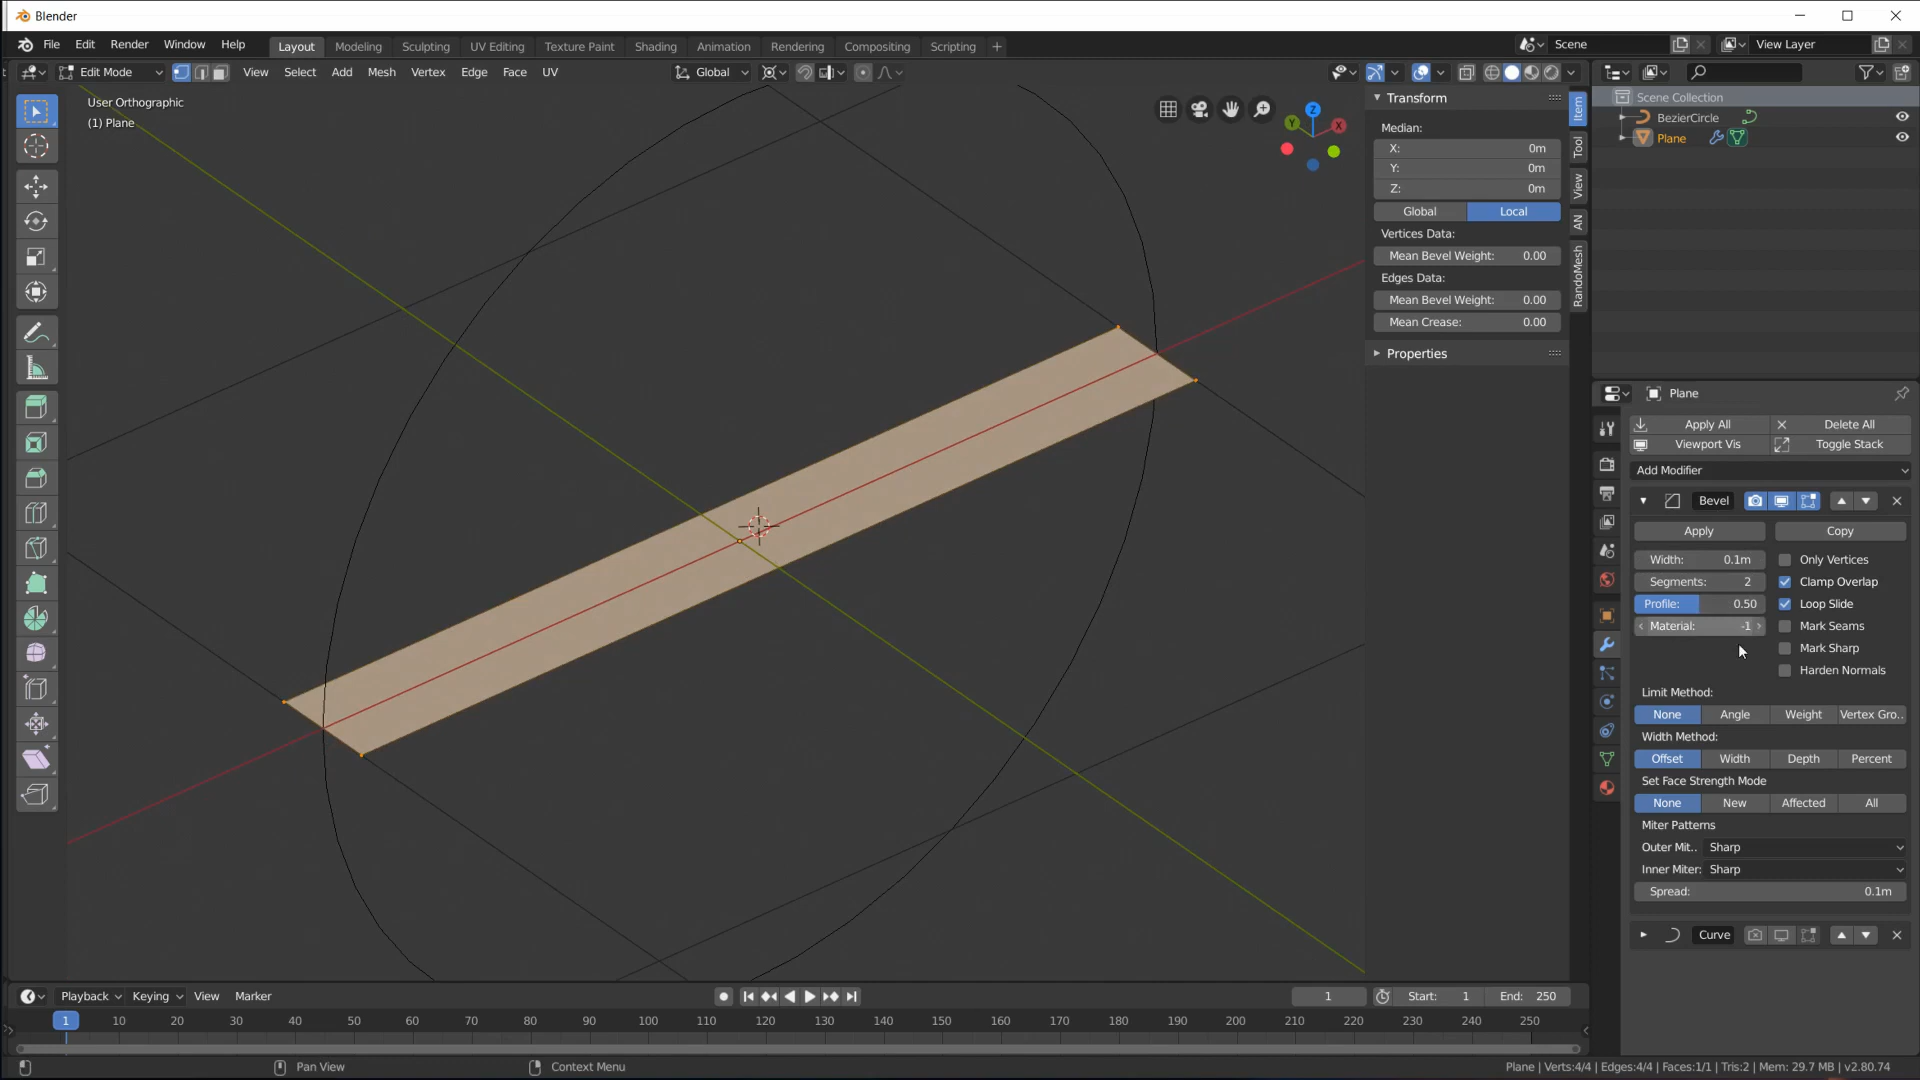 Blender
File Edit Render Window Help Layout Modeling Sculpting UV Editing Texture Paint Shading Animation Rendering Compositing Scripting + Scene View Layer
Edit Mode View Select Add Mesh Vertex Edge Face UV Global
User Orthographic
(1) Plane
Z
Y
X
Transform
Median:
X: 0m
Y: 0m
Z: 0m
Global Local
Vertices Data:
Mean Bevel Weight: 0.00
Edges Data:
Mean Bevel Weight: 0.00
Mean Crease: 0.00
Properties
Item
Tool
View
AN
RandoMesh
Scene Collection
BezierCircle
Plane
Plane
Apply All Delete All
Viewport Vis Toggle Stack
Add Modifier
Bevel
Apply Copy
Width: 0.1m Only Vertices
Segments: 2 Clamp Overlap
Profile: 0.50 Loop Slide
Material: -1 Mark Seams
Mark Sharp
Harden Normals
Limit Method:
None Angle Weight Vertex Gro..
Width Method:
Offset Width Depth Percent
Set Face Strength Mode
None New Affected All
Miter Patterns
Outer Mit.. Sharp
Inner Miter: Sharp
Spread: 0.1m
Curve
Playback Keying View Marker 1 Start: 1 End: 250
1 10 20 30 40 50 60 70 80 90 100 110 120 130 140 150 160 170 180 190 200 210 220 230 240 250
Pan View Context Menu Plane | Verts:4/4 | Edges:4/4 | Faces:1/1 | Tris:2 | Mem: 29.7 MB | v2.80.74